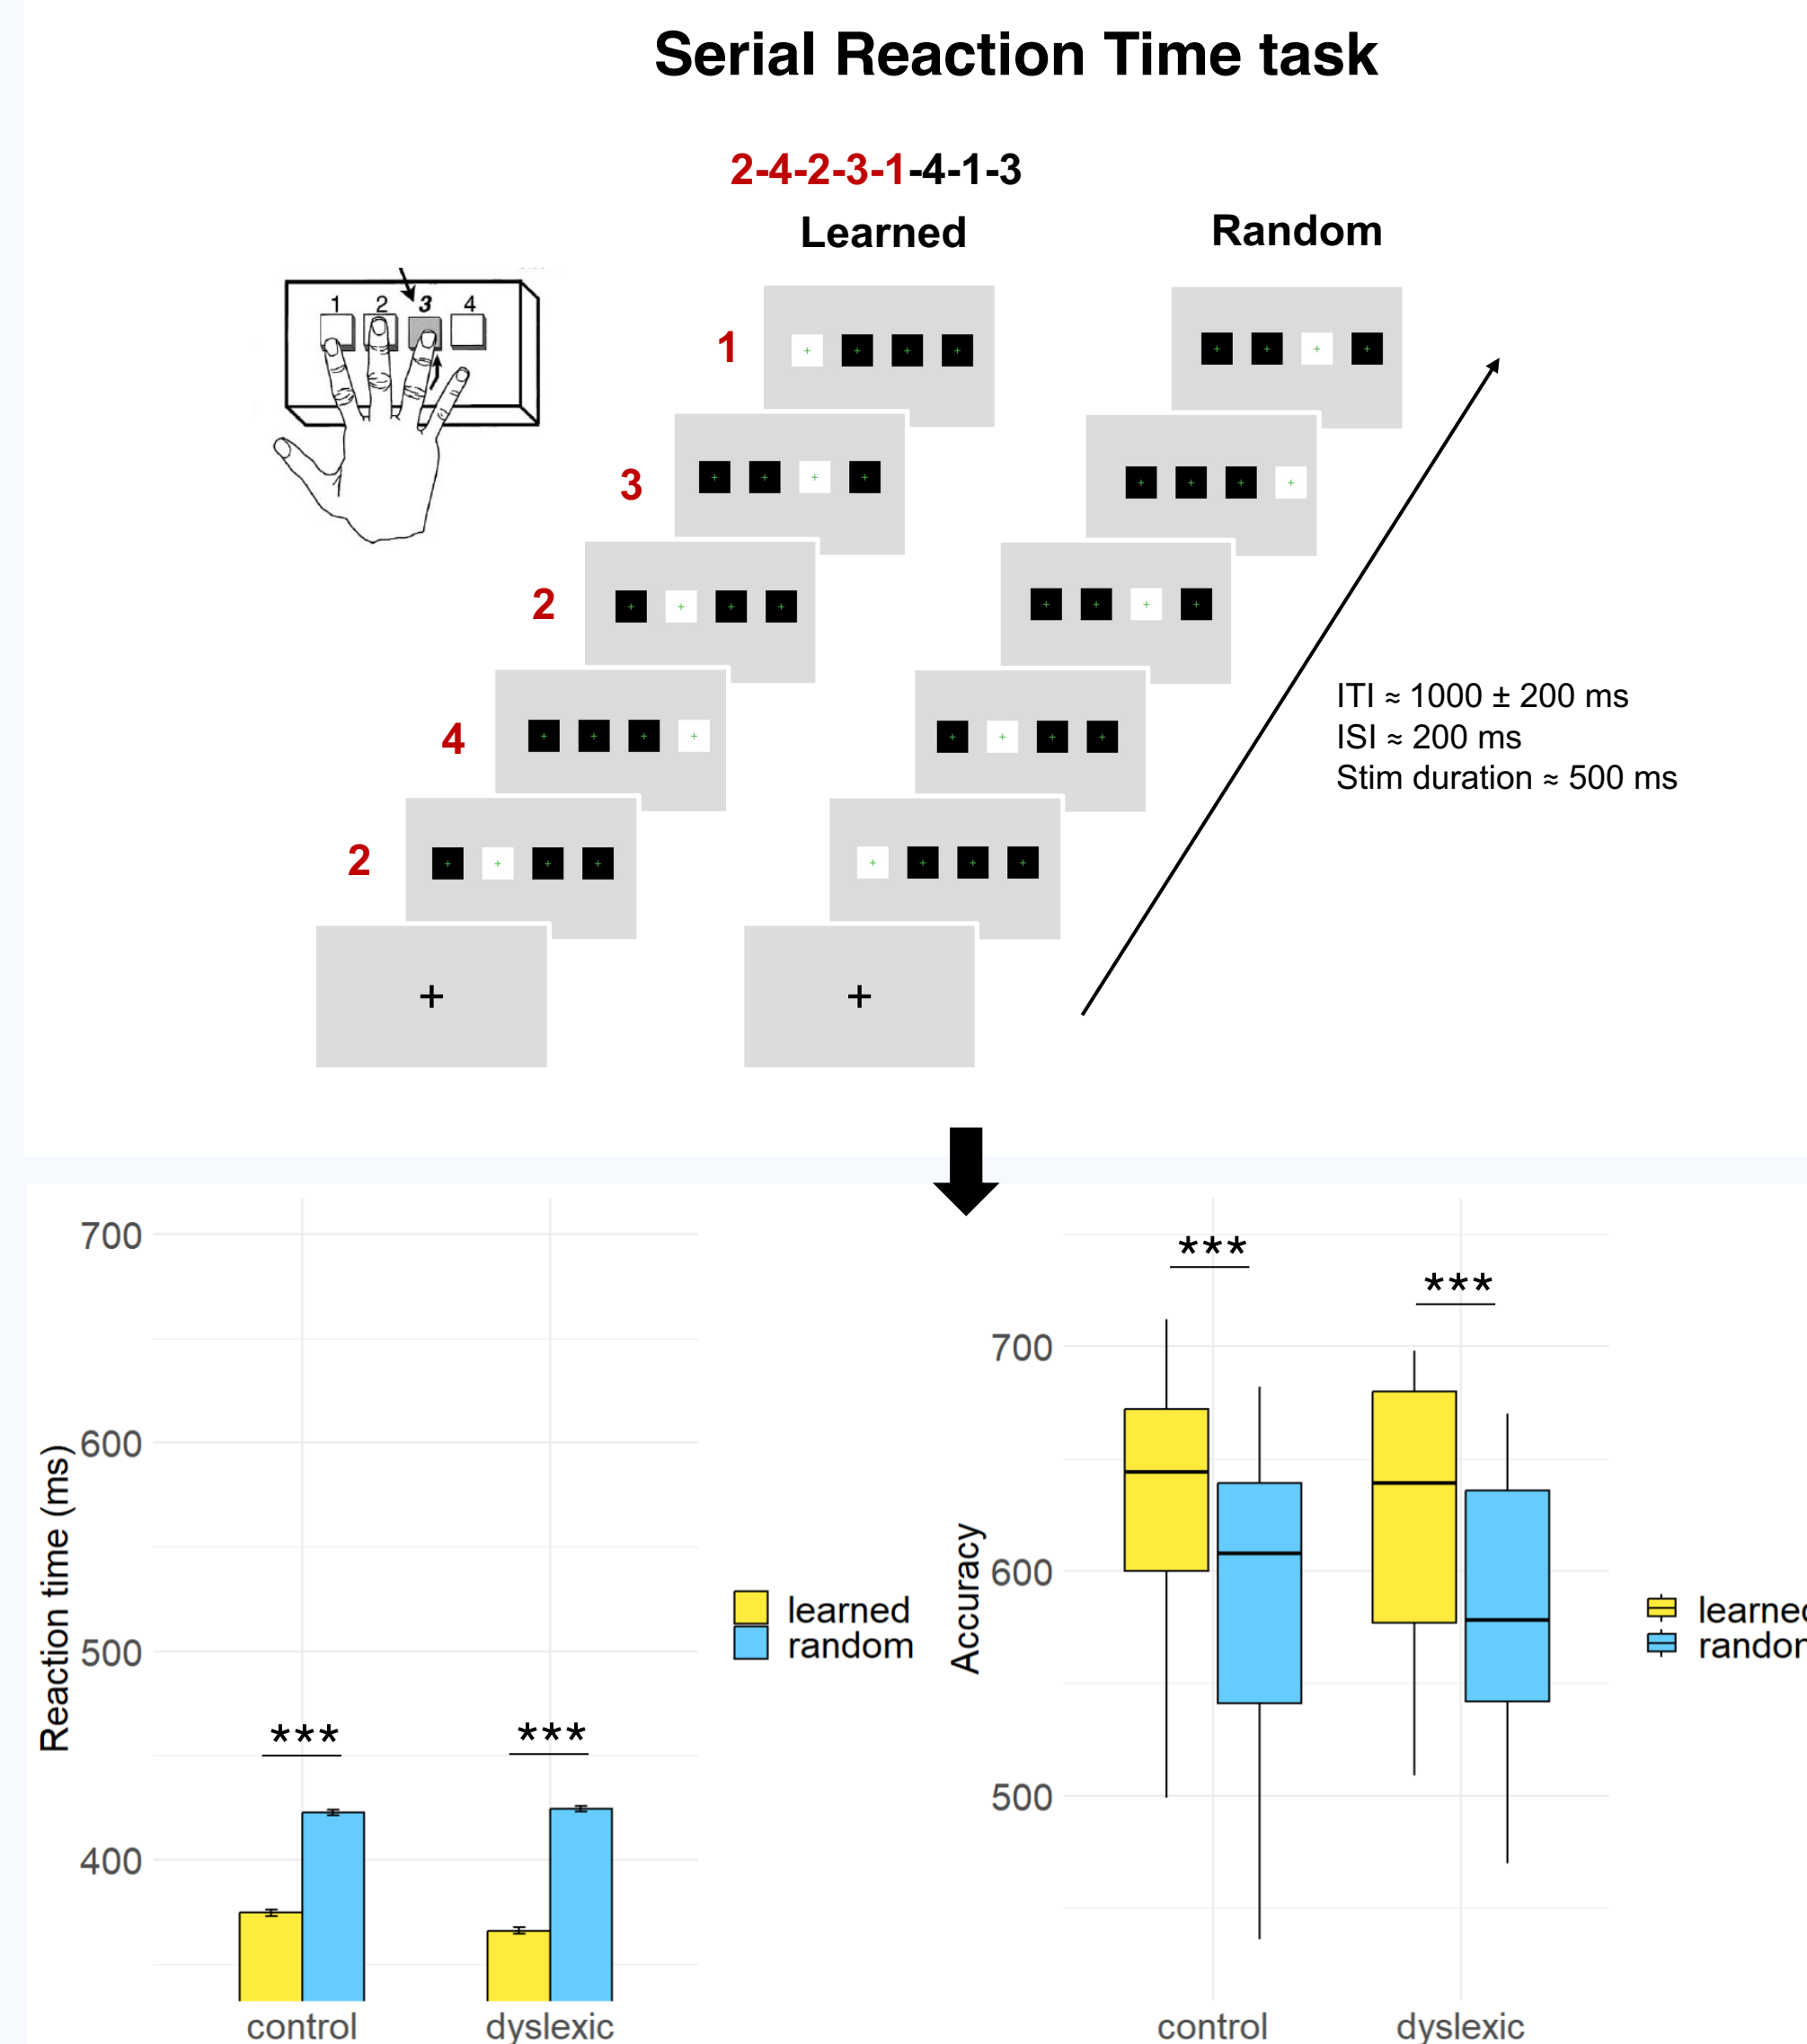 Serial Reaction Time task
2-4-2-3-1-4-1-3
Learned
Random
1 2 3 4
1
3
2
4
2
+
+
ITI ≈ 1000 ± 200 ms
ISI ≈ 200 ms
Stim duration ≈ 500 ms
700
600
500
400
Reaction time (ms)
***
***
control
dyslexic
learned
random
700
600
500
Accuracy
***
***
control
dyslexic
learned
random